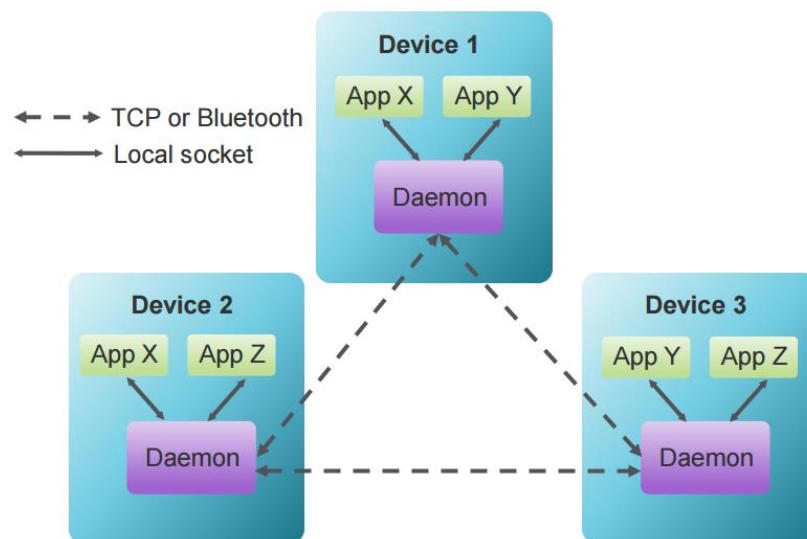 Device 1
App X App Y
TCP or Bluetooth
Local socket
Daemon
Device 2
App X App Z
Daemon
Device 3
App Y App Z
Daemon